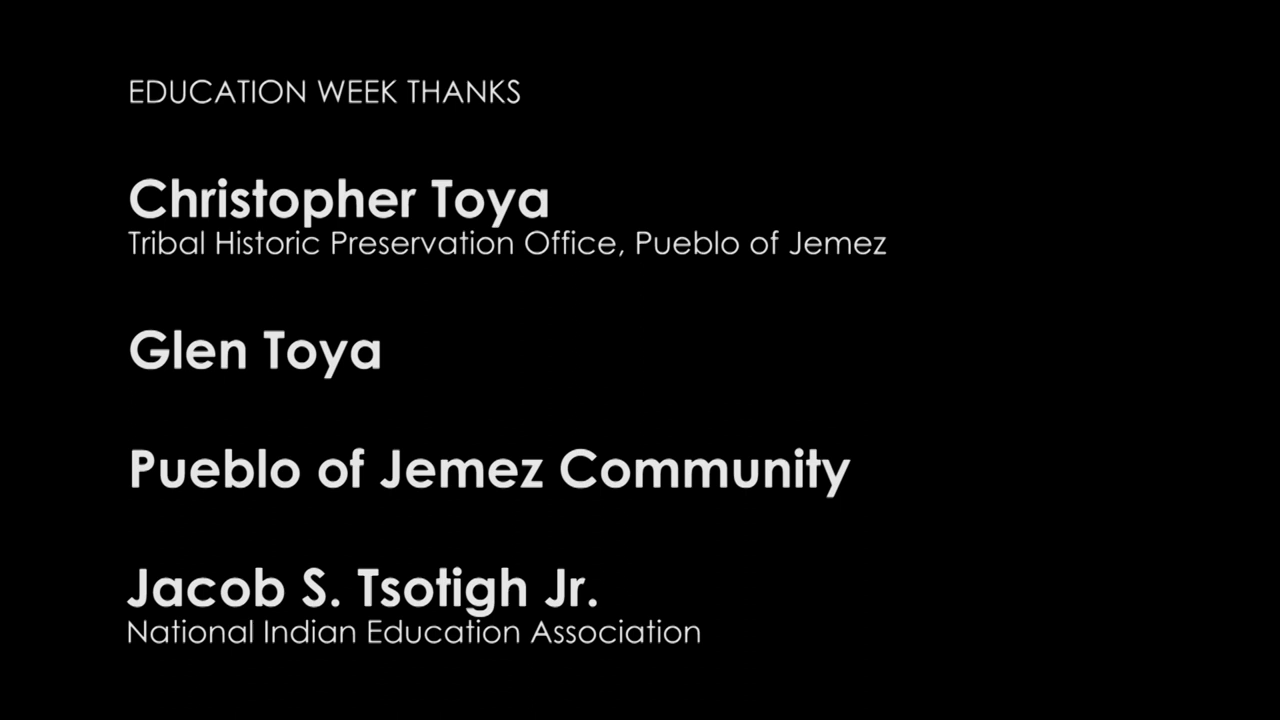 EDUCATION WEEK THANKS
Christopher Toya
Tribal Historic Preservation Office, Pueblo of Jemez
Glen Toya
Pueblo of Jemez Community
Jacob S. Tsotigh Jr.
National Indian Education Association